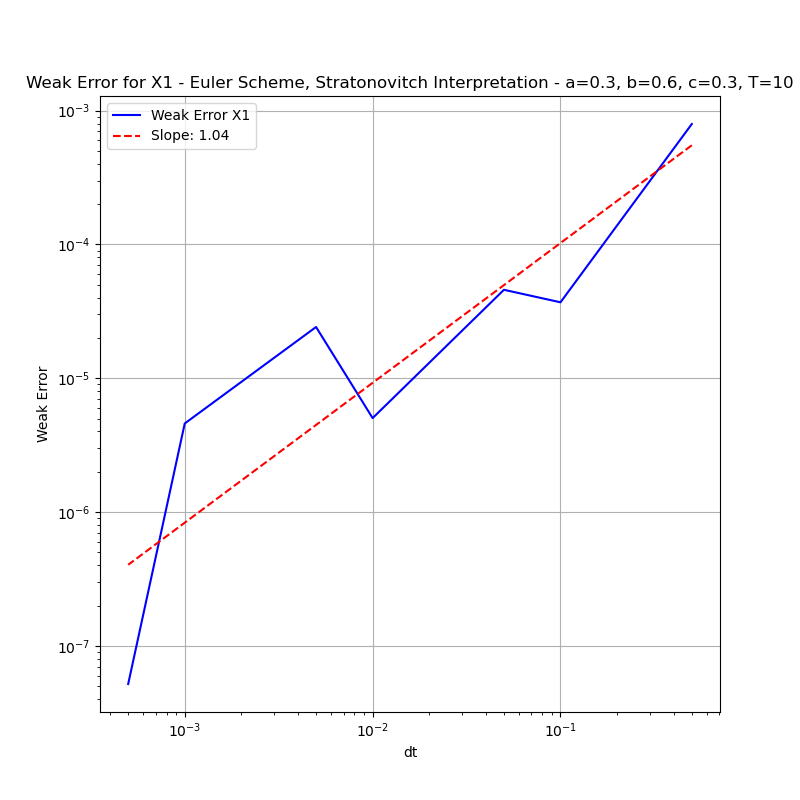 Weak Error for X1 - Euler Scheme, Stratonovitch Interpretation - a=0.3, b=0.6, c=0.3, T=10
Weak Error X1
Slope: 1.04
10⁻³
10⁻⁴
10⁻⁵
10⁻⁶
10⁻⁷
Weak Error
10⁻³ 10⁻² 10⁻¹
dt